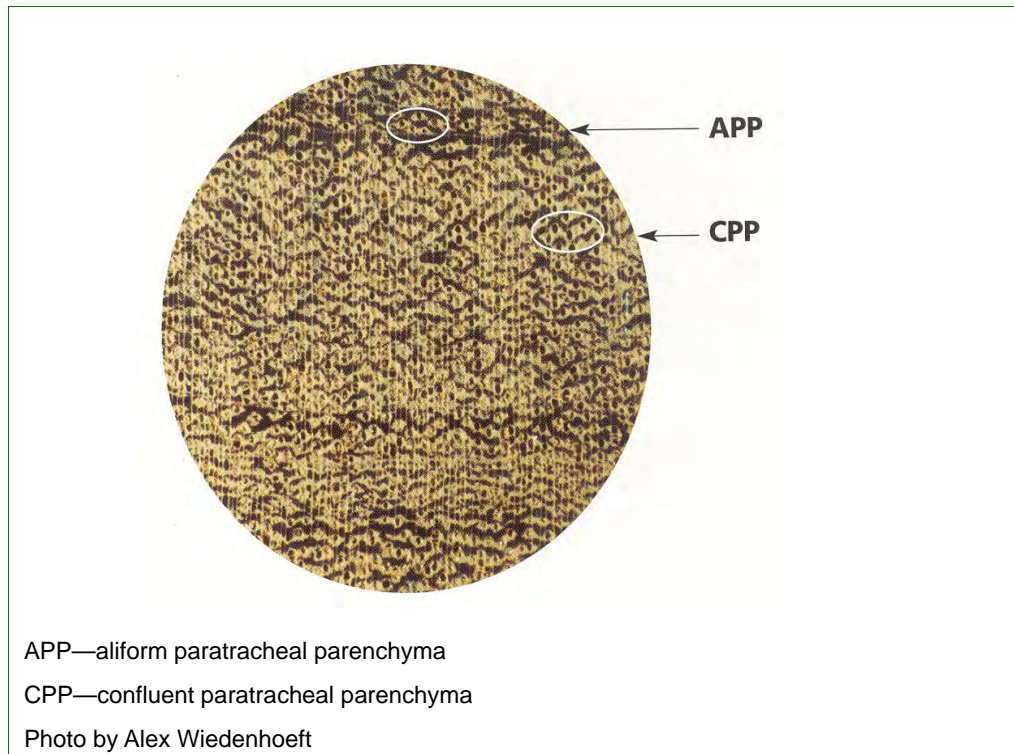 APP
CPP
APP—aliform paratracheal parenchyma
CPP—confluent paratracheal parenchyma
Photo by Alex Wiedenhoeft